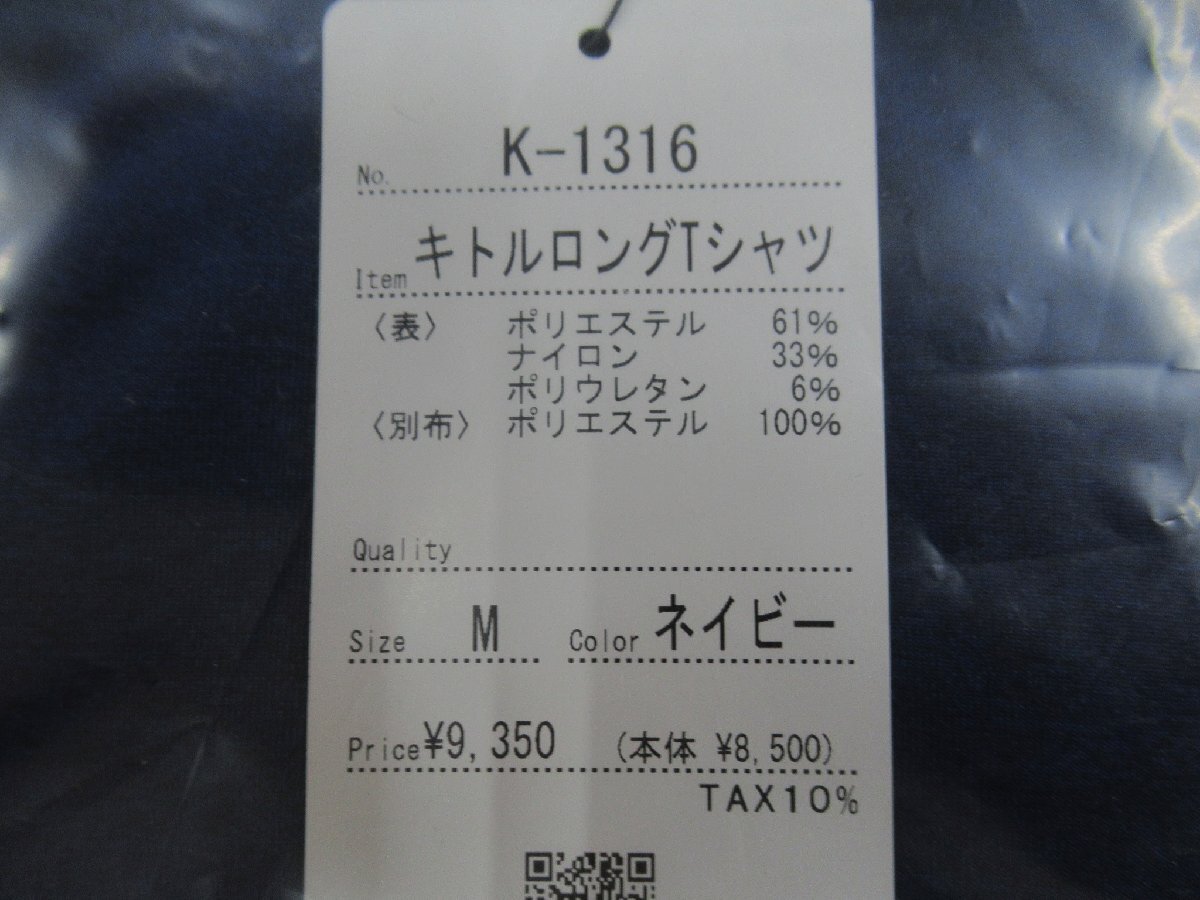 No. K-1316
Item キトルロングTシャツ
〈表〉 ポリエステル 61%
ナイロン 33%
ポリウレタン 6%
〈別布〉 ポリエステル 100%
Quality
Size M Color ネイビー
Price ¥9,350 (本体 ¥8,500)
TAX10%